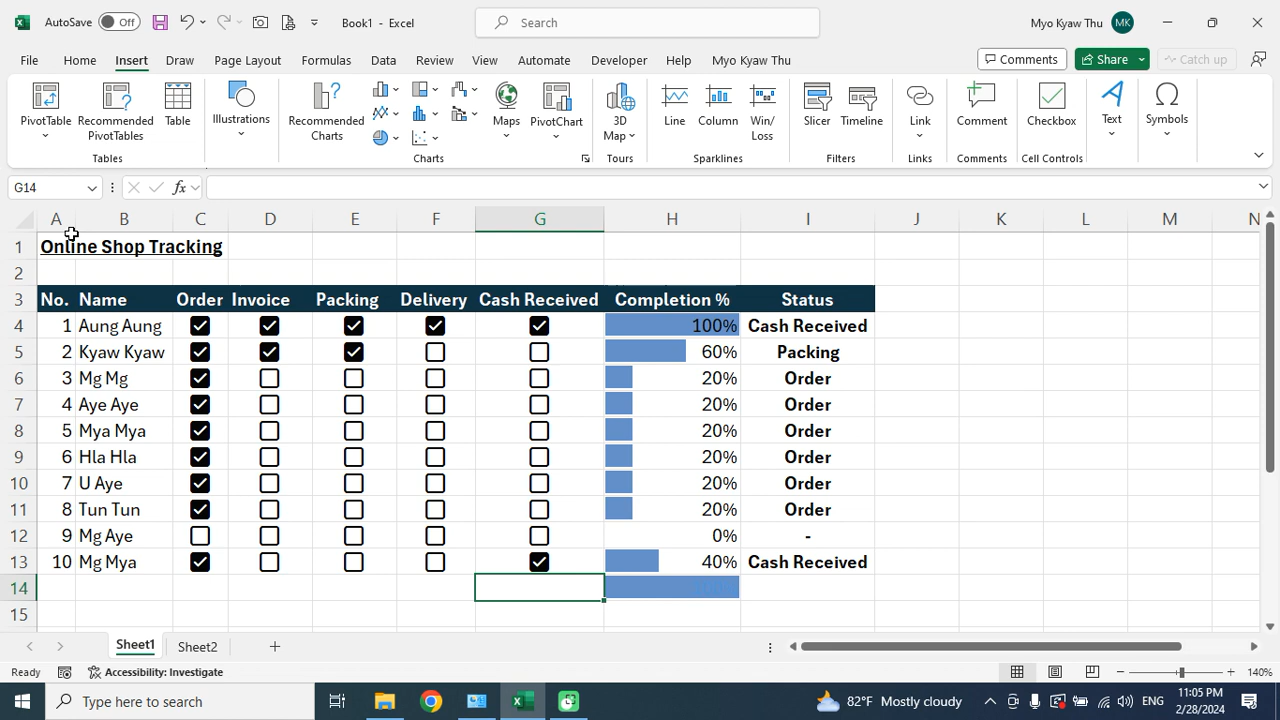 AutoSave Off Book1 - Excel Search Myo Kyaw Thu MK
File Home Insert Draw Page Layout Formulas Data Review View Automate Developer Help Myo Kyaw Thu Comments Share Catch up
PivotTable Recommended PivotTables Table Illustrations Recommended Charts Maps PivotChart 3D Map Line Column Win/Loss Slicer Timeline Link Comment Checkbox Text Symbols
Tables Charts Tours Sparklines Filters Links Comments Cell Controls
G14 fx
A B C D E F G H I J K L M N
1 Online Shop Tracking
2
3 No. Name Order Invoice Packing Delivery Cash Received Completion % Status
4 1 Aung Aung 100% Cash Received
5 2 Kyaw Kyaw 60% Packing
6 3 Mg Mg 20% Order
7 4 Aye Aye 20% Order
8 5 Mya Mya 20% Order
9 6 Hla Hla 20% Order
10 7 U Aye 20% Order
11 8 Tun Tun 20% Order
12 9 Mg Aye 0% -
13 10 Mg Mya 40% Cash Received
14
15
Sheet1 Sheet2
Ready Accessibility: Investigate 140%
Type here to search 82°F Mostly cloudy ENG 11:05 PM
2/28/2024